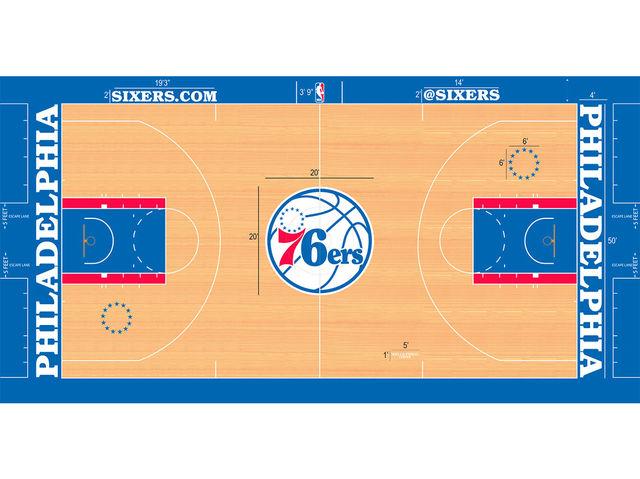 19'3"
2'
SIXERS.COM
3' 9"
14'
2'
@SIXERS
4'
PHILADELPHIA
5 FEET
ESCAPE LANE
5 FEET
ESCAPE LANE
20'
20'
76ers
6'
6'
5'
1'
PHILADELPHIA
5 FEET
ESCAPE LANE
50'
5 FEET
ESCAPE LANE